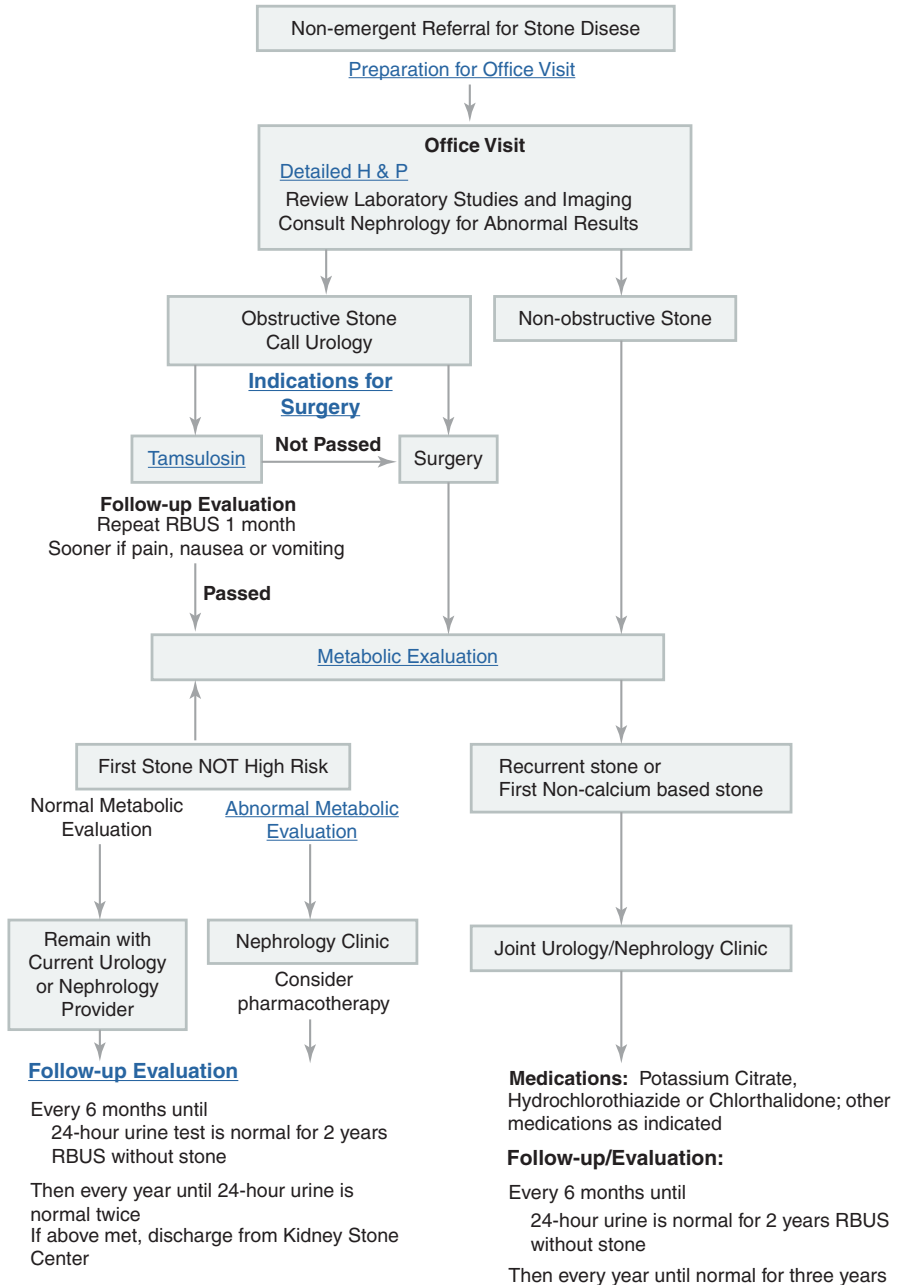 Non-emergent Referral for Stone Disese
Preparation for Office Visit
Office Visit
Detailed H & P
Review Laboratory Studies and Imaging
Consult Nephrology for Abnormal Results
Obstructive Stone
Call Urology
Non-obstructive Stone
Indications for
Surgery
Tamsulosin
Not Passed
Surgery
Follow-up Evaluation
Repeat RBUS 1 month
Sooner if pain, nausea or vomiting
Passed
Metabolic Exaluation
First Stone NOT High Risk
Normal Metabolic
Evaluation
Abnormal Metabolic
Evaluation
Remain with
Current Urology
or Nephrology
Provider
Nephrology Clinic
Consider
pharmacotherapy
Follow-up Evaluation
Every 6 months until
24-hour urine test is normal for 2 years
RBUS without stone
Then every year until 24-hour urine is
normal twice
If above met, discharge from Kidney Stone
Center
Recurrent stone or
First Non-calcium based stone
Joint Urology/Nephrology Clinic
Medications: Potassium Citrate,
Hydrochlorothiazide or Chlorthalidone; other
medications as indicated
Follow-up/Evaluation:
Every 6 months until
24-hour urine is normal for 2 years RBUS
without stone
Then every year until normal for three years